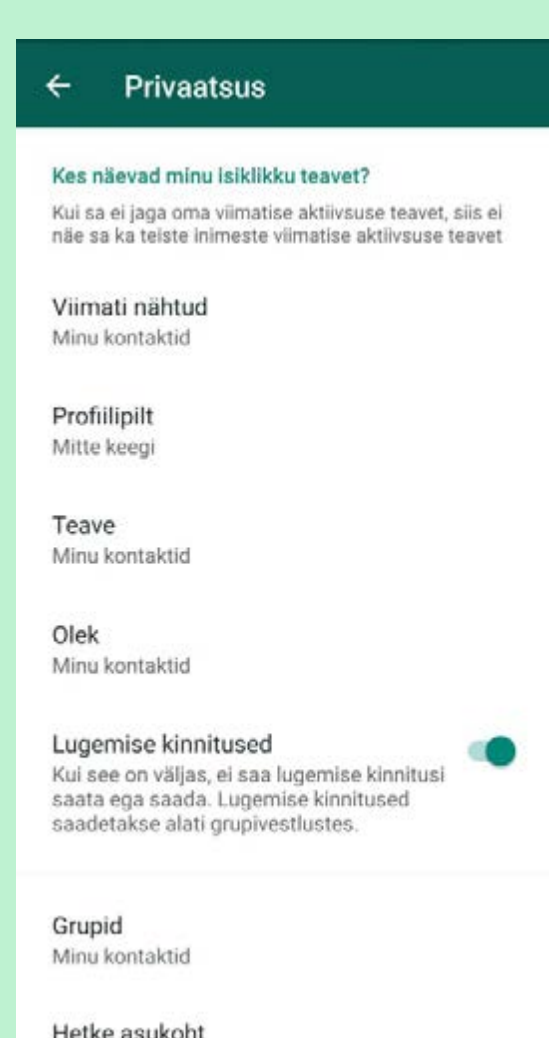 Privaatsus
Kes näevad minu isiklikku teavet?
Kui sa ei jaga oma viimatise aktiivsuse teavet, siis ei
näe sa ka teiste inimeste viimatise aktiivsuse teavet
Viimati nähtud
Minu kontaktid
Profiilipilt
Mitte keegi
Teave
Minu kontaktid
Olek
Minu kontaktid
Lugemise kinnitused
Kui see on väljas, ei saa lugemise kinnitusi
saata ega saada. Lugemise kinnitused
saadetakse alati grupivestlustes.
Grupid
Minu kontaktid
Hetke asukoht